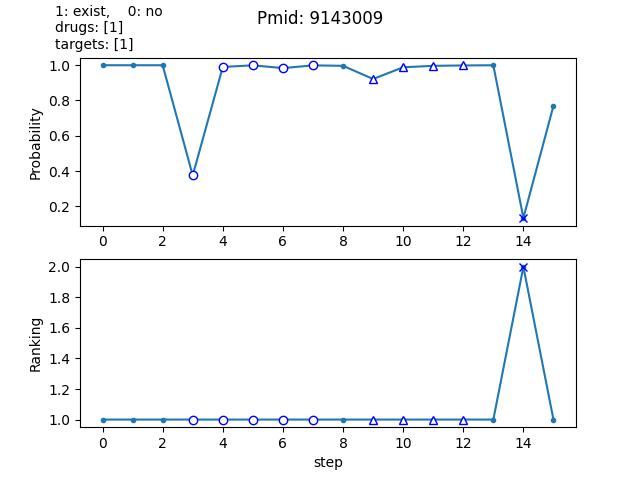 1: exist,    0: no
drugs: [1]
targets: [1]
Pmid: 9143009
Probability
1.0
0.8
0.6
0.4
0.2
0 2 4 6 8 10 12 14
Ranking
2.0
1.8
1.6
1.4
1.2
1.0
0 2 4 6 8 10 12 14
step